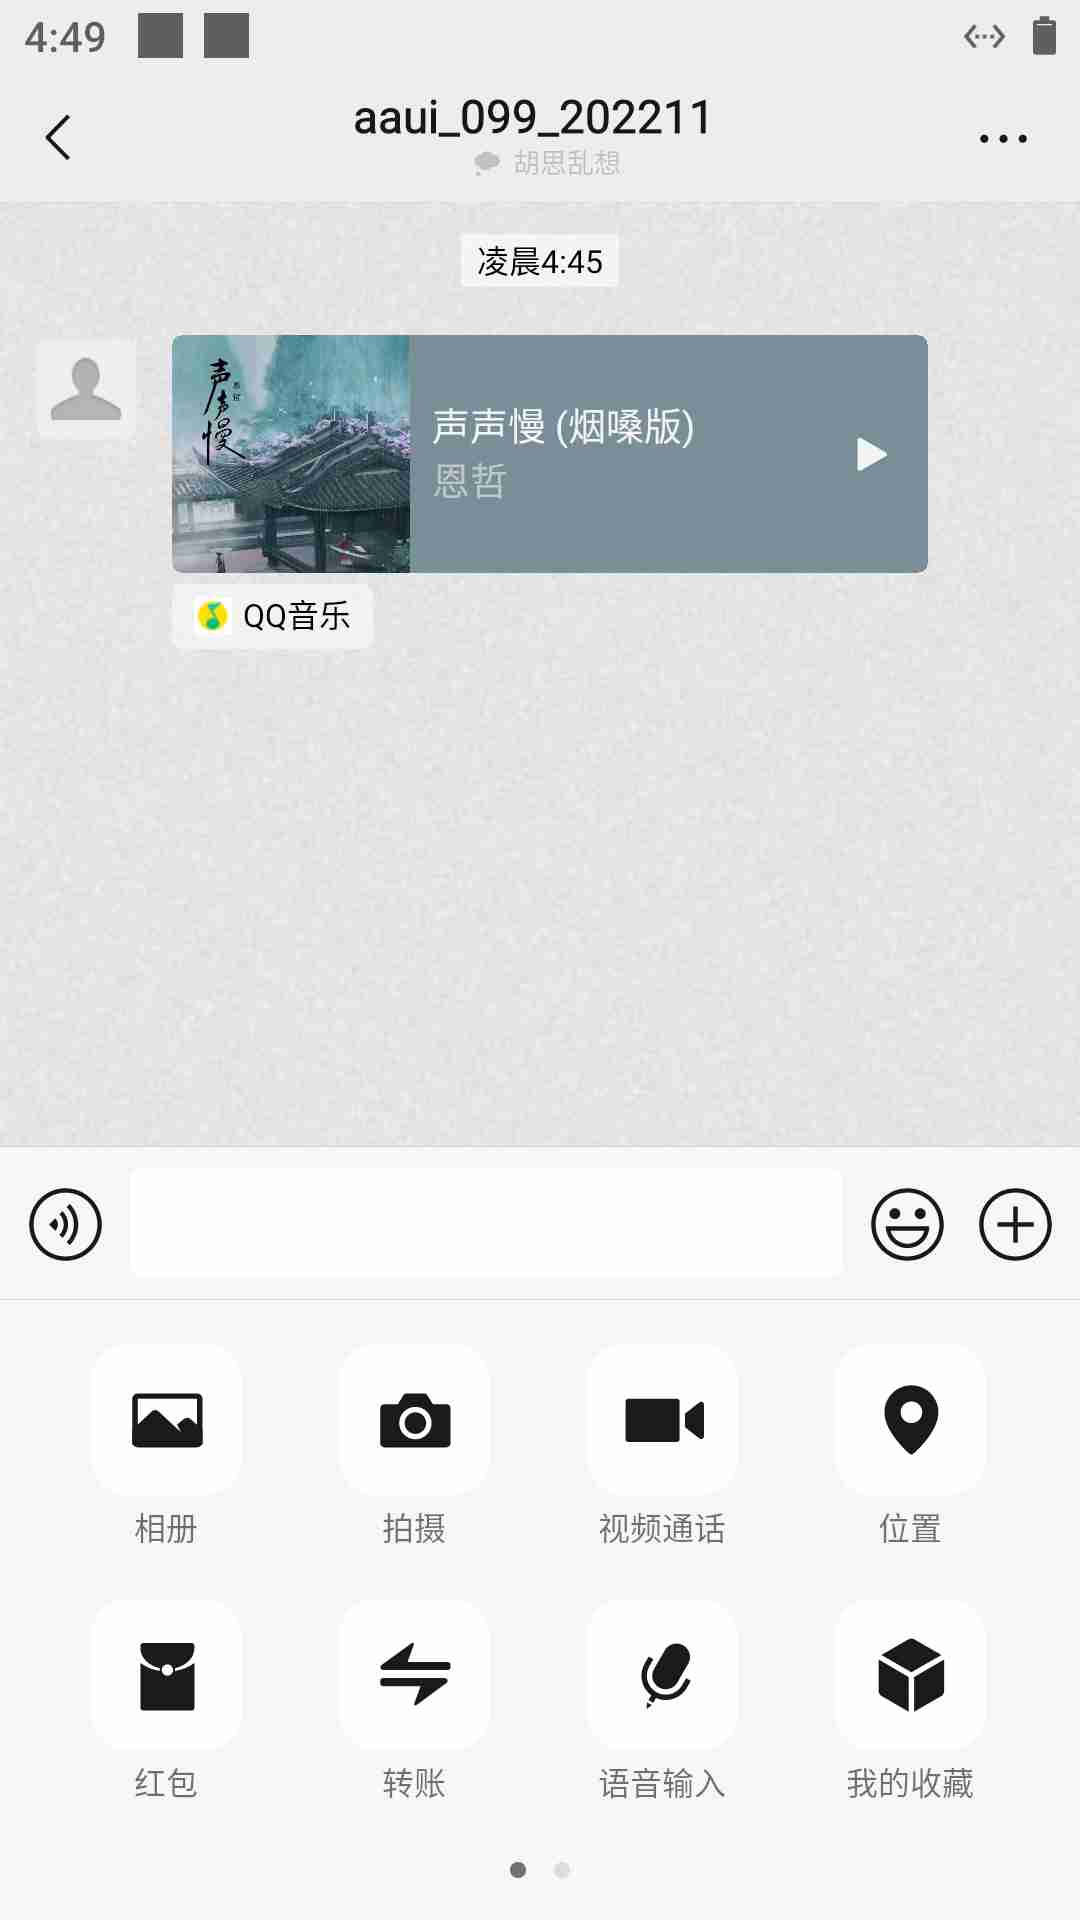 4:49
aaui_099_202211
胡思乱想
凌晨4:45
声声慢
声声慢 (烟嗓版)
恩哲
QQ音乐
相册
拍摄
视频通话
位置
红包
转账
语音输入
我的收藏